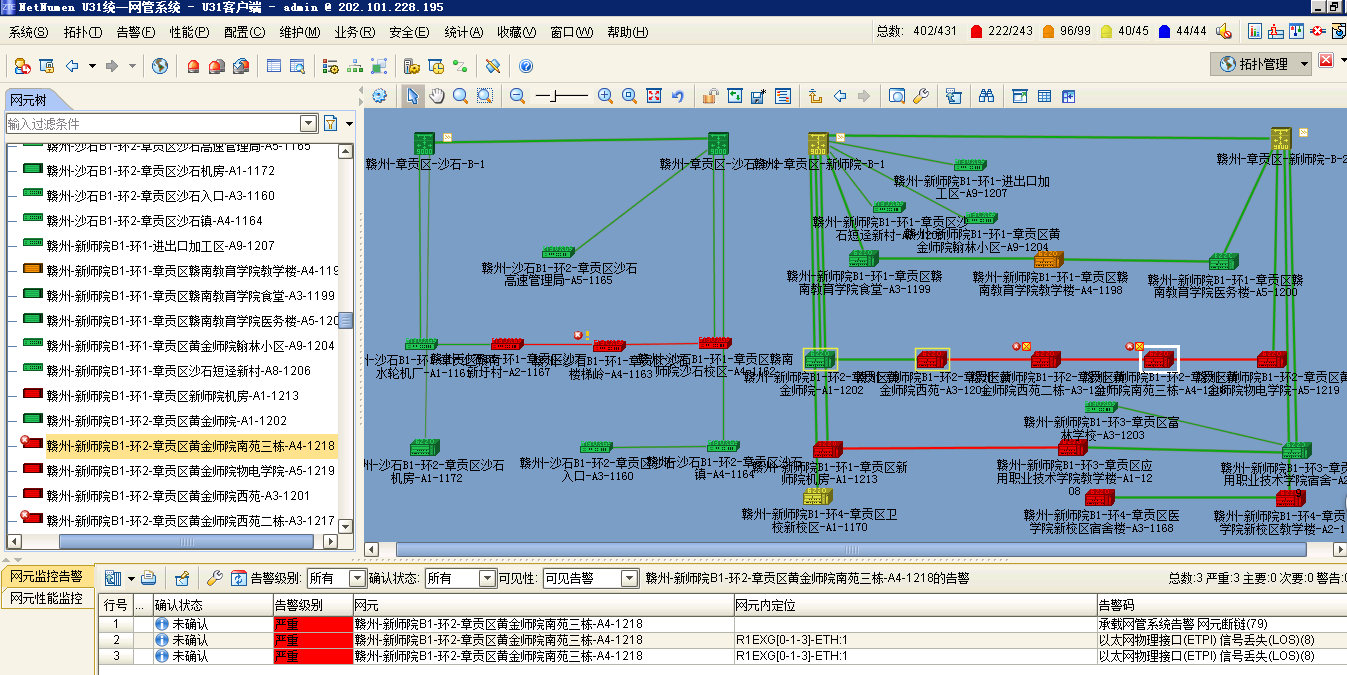 NetNumen U31统一网管系统 - U31客户端 - admin @ 202.101.228.195
系统(S) 拓扑(T) 告警(F) 性能(P) 配置(C) 维护(M) 业务(R) 安全(E) 统计(A) 收藏(V) 窗口(W) 帮助(H)
总数: 402/431 222/243 96/99 40/45 44/44
拓扑管理
网元树
输入过滤条件
赣州-沙石B1-环2-章贡区沙石高速管理局-A5-1165
赣州-沙石B1-环2-章贡区沙石机房-A1-1172
赣州-沙石B1-环2-章贡区沙石入口-A3-1160
赣州-沙石B1-环2-章贡区沙石镇-A4-1164
赣州-新师院B1-环1-进出口加工区-A9-1207
赣州-新师院B1-环1-章贡区赣南教育学院教学楼-A4-119
赣州-新师院B1-环1-章贡区赣南教育学院食堂-A3-1199
赣州-新师院B1-环1-章贡区赣南教育学院医务楼-A5-120
赣州-新师院B1-环1-章贡区黄金师院翰林小区-A9-1204
赣州-新师院B1-环1-章贡区沙石短迳新村-A8-1206
赣州-新师院B1-环1-章贡区新师院机房-A1-1213
赣州-新师院B1-环2-章贡区黄金师院-A1-1202
赣州-新师院B1-环2-章贡区黄金师院南苑三栋-A4-1218
赣州-新师院B1-环2-章贡区黄金师院物电学院-A5-1219
赣州-新师院B1-环2-章贡区黄金师院西苑-A3-1201
赣州-新师院B1-环2-章贡区黄金师院西苑二栋-A3-1217
赣州-章贡区-沙石-B-1
赣州-章贡区-沙石
赣州-章贡区-新师院-B-1
赣州-章贡区-新师院-B-2
赣州-新师院B1-环1-进出口加
工区-A9-1207
赣州-新师院B1-环1-章贡区沙
石短迳新村-A8-120
赣州-新师院B1-环1-章贡区黄
金师院翰林小区-A9-1204
赣州-沙石B1-环2-章贡区沙石
高速管理局-A5-1165
赣州-新师院B1-环1-章贡区赣
南教育学院食堂-A3-1199
赣州-新师院B1-环1-章贡区赣
南教育学院教学楼-A4-1198
赣州-新师院B1-环1-章贡区赣
南教育学院医务楼-A5-1200
水轮机厂-A1-116
新圩村-A2-1167
楼梯岭-A4-1163
师院沙石校区-A4-1162
金师院-A1-1202
金师院西苑-A3-120
金师院西苑二栋-A3-12
金师院南苑三栋-A4-1
金师院物电学院-A5-1219
赣州-新师院B1-环3-章贡区富
林学校-A3-1203
州-沙石B1-环2-章贡区沙石
机房-A1-1172
赣州-沙石B1-环2-章贡区
入口-A3-1160
镇-A4-1164
赣州-新师院B1-环1-章贡区新
师院机房-A1-1213
赣州-新师院B1-环3-章贡区应
用职业技术学院教学楼-A1-12
08
赣州-新师院B1-环3-章贡
用职业技术学院宿舍-A2
赣州-新师院B1-环4-章贡区卫
校新校区-A1-1170
赣州-新师院B1-环4-章贡区医
学院新校区宿舍楼-A3-1168
赣州-新师院B1-环4-章贡
学院新校区教学楼-A2-1
网元监控告警
网元性能监控
告警级别: 所有 确认状态: 所有 可见性: 可见告警 赣州-新师院B1-环2-章贡区黄金师院南苑三栋-A4-1218的告警 总数:3 严重:3 主要:0 次要:0 警告:
行号 ... 确认状态 告警级别 网元 网元内定位 告警码
1 未确认 严重 赣州-新师院B1-环2-章贡区黄金师院南苑三栋-A4-1218 承载网管系统告警 网元断链(79)
2 未确认 严重 赣州-新师院B1-环2-章贡区黄金师院南苑三栋-A4-1218 R1EXG[0-1-3]-ETH:1 以太网物理接口(ETPI) 信号丢失(LOS)(8)
3 未确认 严重 赣州-新师院B1-环2-章贡区黄金师院南苑三栋-A4-1218 R1EXG[0-1-3]-ETH:1 以太网物理接口(ETPI) 信号丢失(LOS)(8)